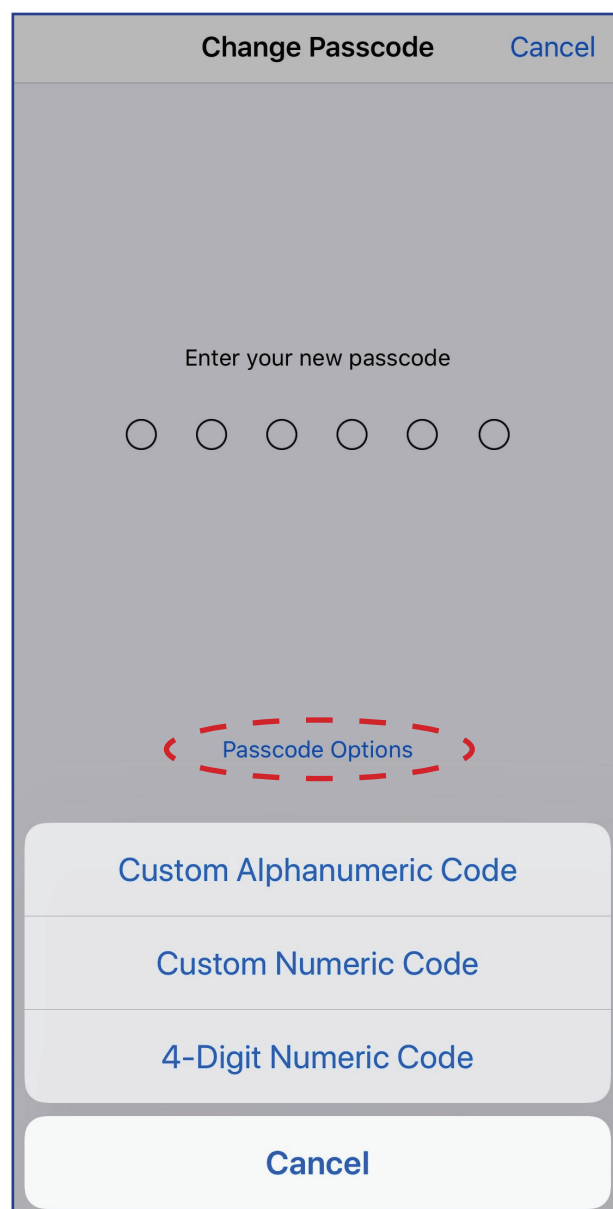 Change Passcode Cancel
Enter your new passcode
Passcode Options
Custom Alphanumeric Code
Custom Numeric Code
4-Digit Numeric Code
Cancel